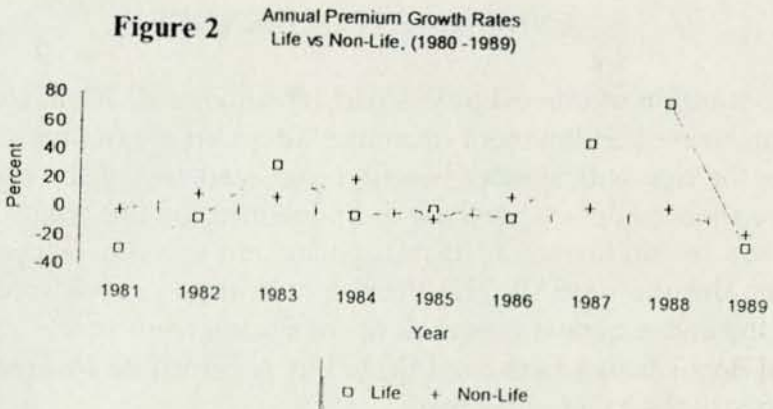 Figure 2
Annual Premium Growth Rates
Life vs Non-Life, (1980 -1989)
80
60
40
20
0
-20
-40
Percent
1981 1982 1983 1984 1985 1986 1987 1988 1989
Year
Life + Non-Life